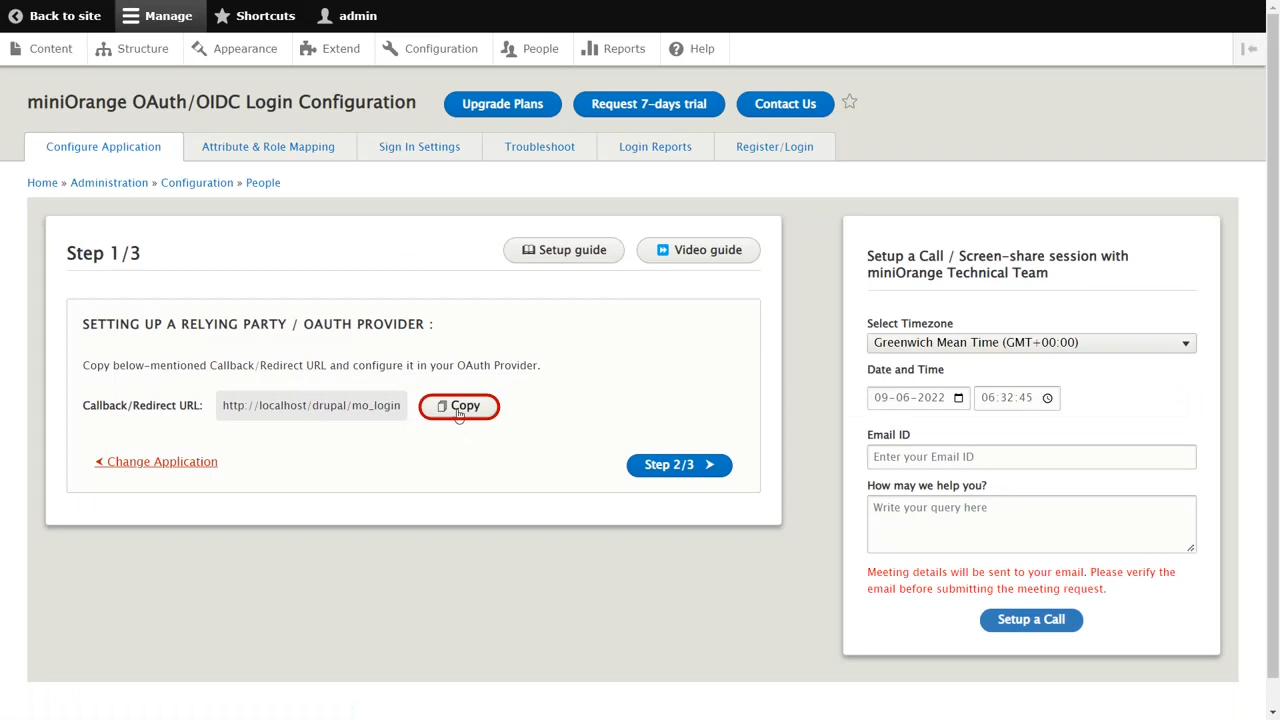 Back to site
Manage
Shortcuts
admin
Content
Structure
Appearance
Extend
Configuration
People
Reports
Help
miniOrange OAuth/OIDC Login Configuration
Upgrade Plans
Request 7-days trial
Contact Us
Configure Application
Attribute & Role Mapping
Sign In Settings
Troubleshoot
Login Reports
Register/Login
Home » Administration » Configuration » People
Step 1/3
Setup guide
Video guide
SETTING UP A RELYING PARTY / OAUTH PROVIDER :
Copy below-mentioned Callback/Redirect URL and configure it in your OAuth Provider.
Callback/Redirect URL:
http://localhost/drupal/mo_login
Copy
Change Application
Step 2/3
Setup a Call / Screen-share session with
miniOrange Technical Team
Select Timezone
Greenwich Mean Time (GMT+00:00)
Date and Time
09-06-2022
06:32:45
Email ID
Enter your Email ID
How may we help you?
Write your query here
Meeting details will be sent to your email. Please verify the
email before submitting the meeting request.
Setup a Call